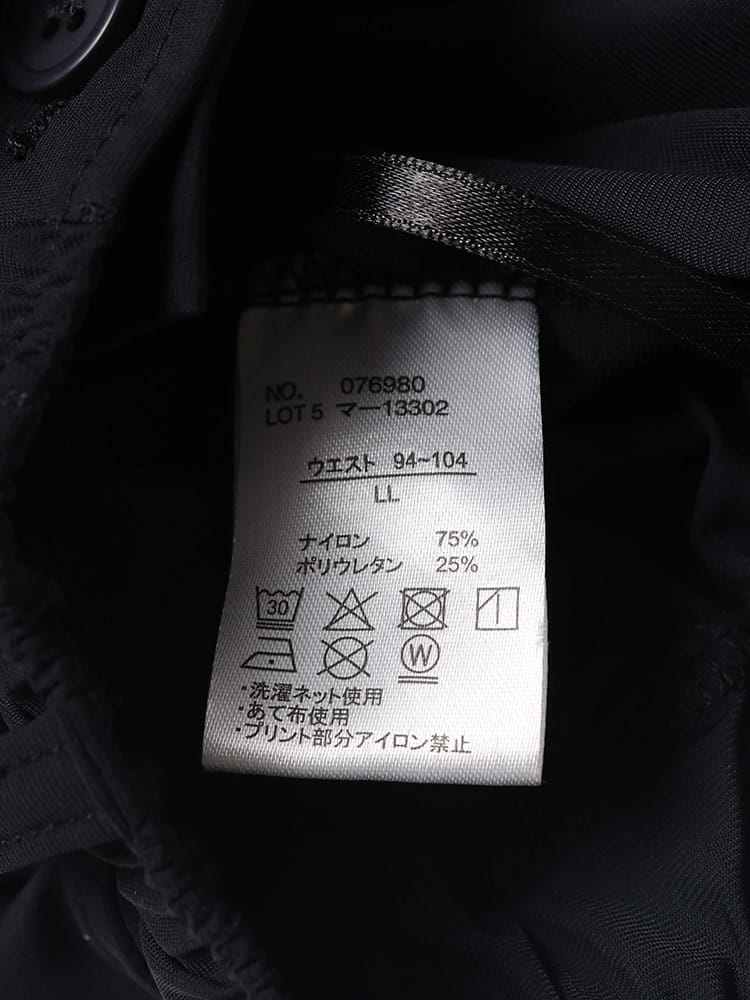 NO. 076980
LOT 5 マー13302
ウエスト 94~104
LL
ナイロン 75%
ポリウレタン 25%
30
W
・洗濯ネット使用
・あて布使用
・プリント部分アイロン禁止